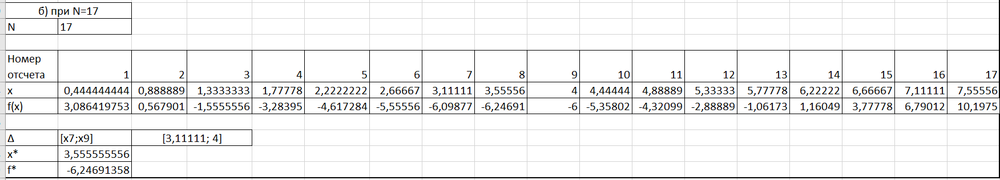 б) при N=17
N 17
Номер
отсчета 1 2 3 4 5 6 7 8 9 10 11 12 13 14 15 16 17
x 0,444444444 0,888889 1,3333333 1,77778 2,2222222 2,66667 3,11111 3,55556 4 4,44444 4,88889 5,33333 5,77778 6,22222 6,66667 7,11111 7,55556
f(x) 3,086419753 0,567901 -1,5555556 -3,28395 -4,617284 -5,55556 -6,09877 -6,24691 -6 -5,35802 -4,32099 -2,88889 -1,06173 1,16049 3,77778 6,79012 10,1975
Δ [x7;x9] [3,11111; 4]
x* 3,555555556
f* -6,24691358